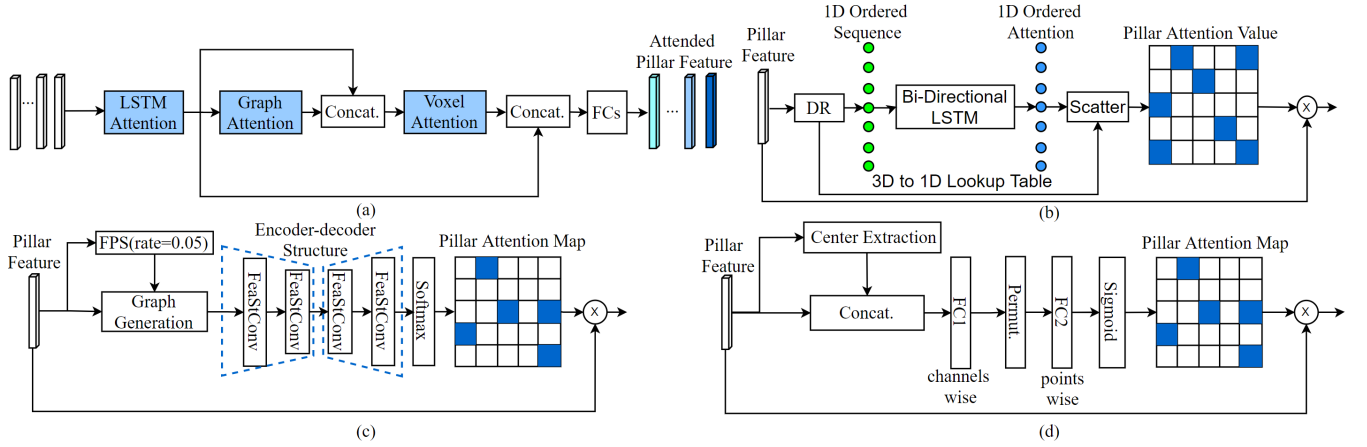 ...
LSTM
Attention
Graph
Attention
Concat.
Voxel
Attention
Concat.
FCs
Attended
Pillar Feature
...
(a)
Pillar
Feature
DR
1D Ordered
Sequence
Bi-Directional
LSTM
1D Ordered
Attention
Scatter
Pillar Attention Value
X
3D to 1D Lookup Table
(b)
Pillar
Feature
FPS(rate=0.05)
Graph
Generation
Encoder-decoder
Structure
FeaStConv
FeaStConv
FeaStConv
FeaStConv
Softmax
Pillar Attention Map
X
(c)
Pillar
Feature
Center Extraction
Concat.
FC1
channels
wise
Permut.
FC2
points
wise
Sigmoid
Pillar Attention Map
X
(d)